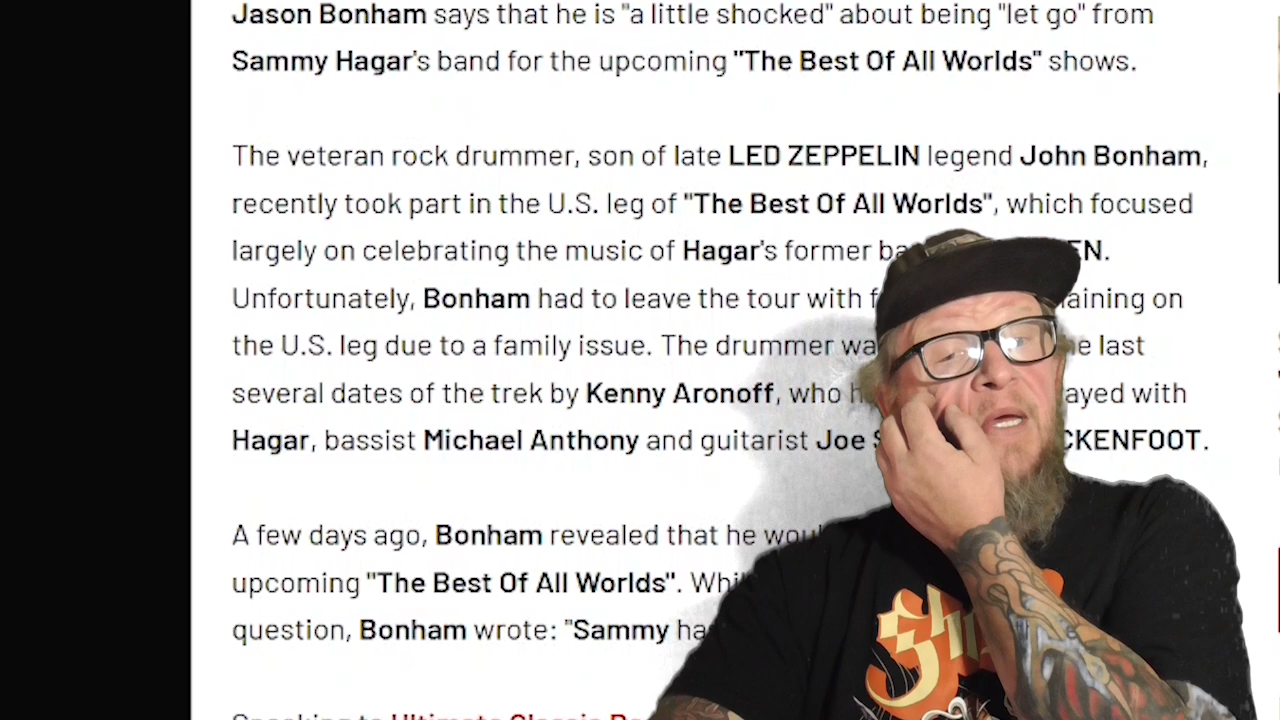 Jason Bonham says that he is "a little shocked" about being "let go" from
Sammy Hagar's band for the upcoming "The Best Of All Worlds" shows.
The veteran rock drummer, son of late LED ZEPPELIN legend John Bonham,
recently took part in the U.S. leg of "The Best Of All Worlds", which focused
largely on celebrating the music of Hagar's former
Unfortunately, Bonham had to leave the tour with on
the U.S. leg due to a family issue. The drummer last
several dates of the trek by Kenny Aronoff, who with
Hagar, bassist Michael Anthony and guitarist Joe
A few days ago, Bonham revealed that he
upcoming "The Best Of All Worlds".
question, Bonham wrote: "Sammy